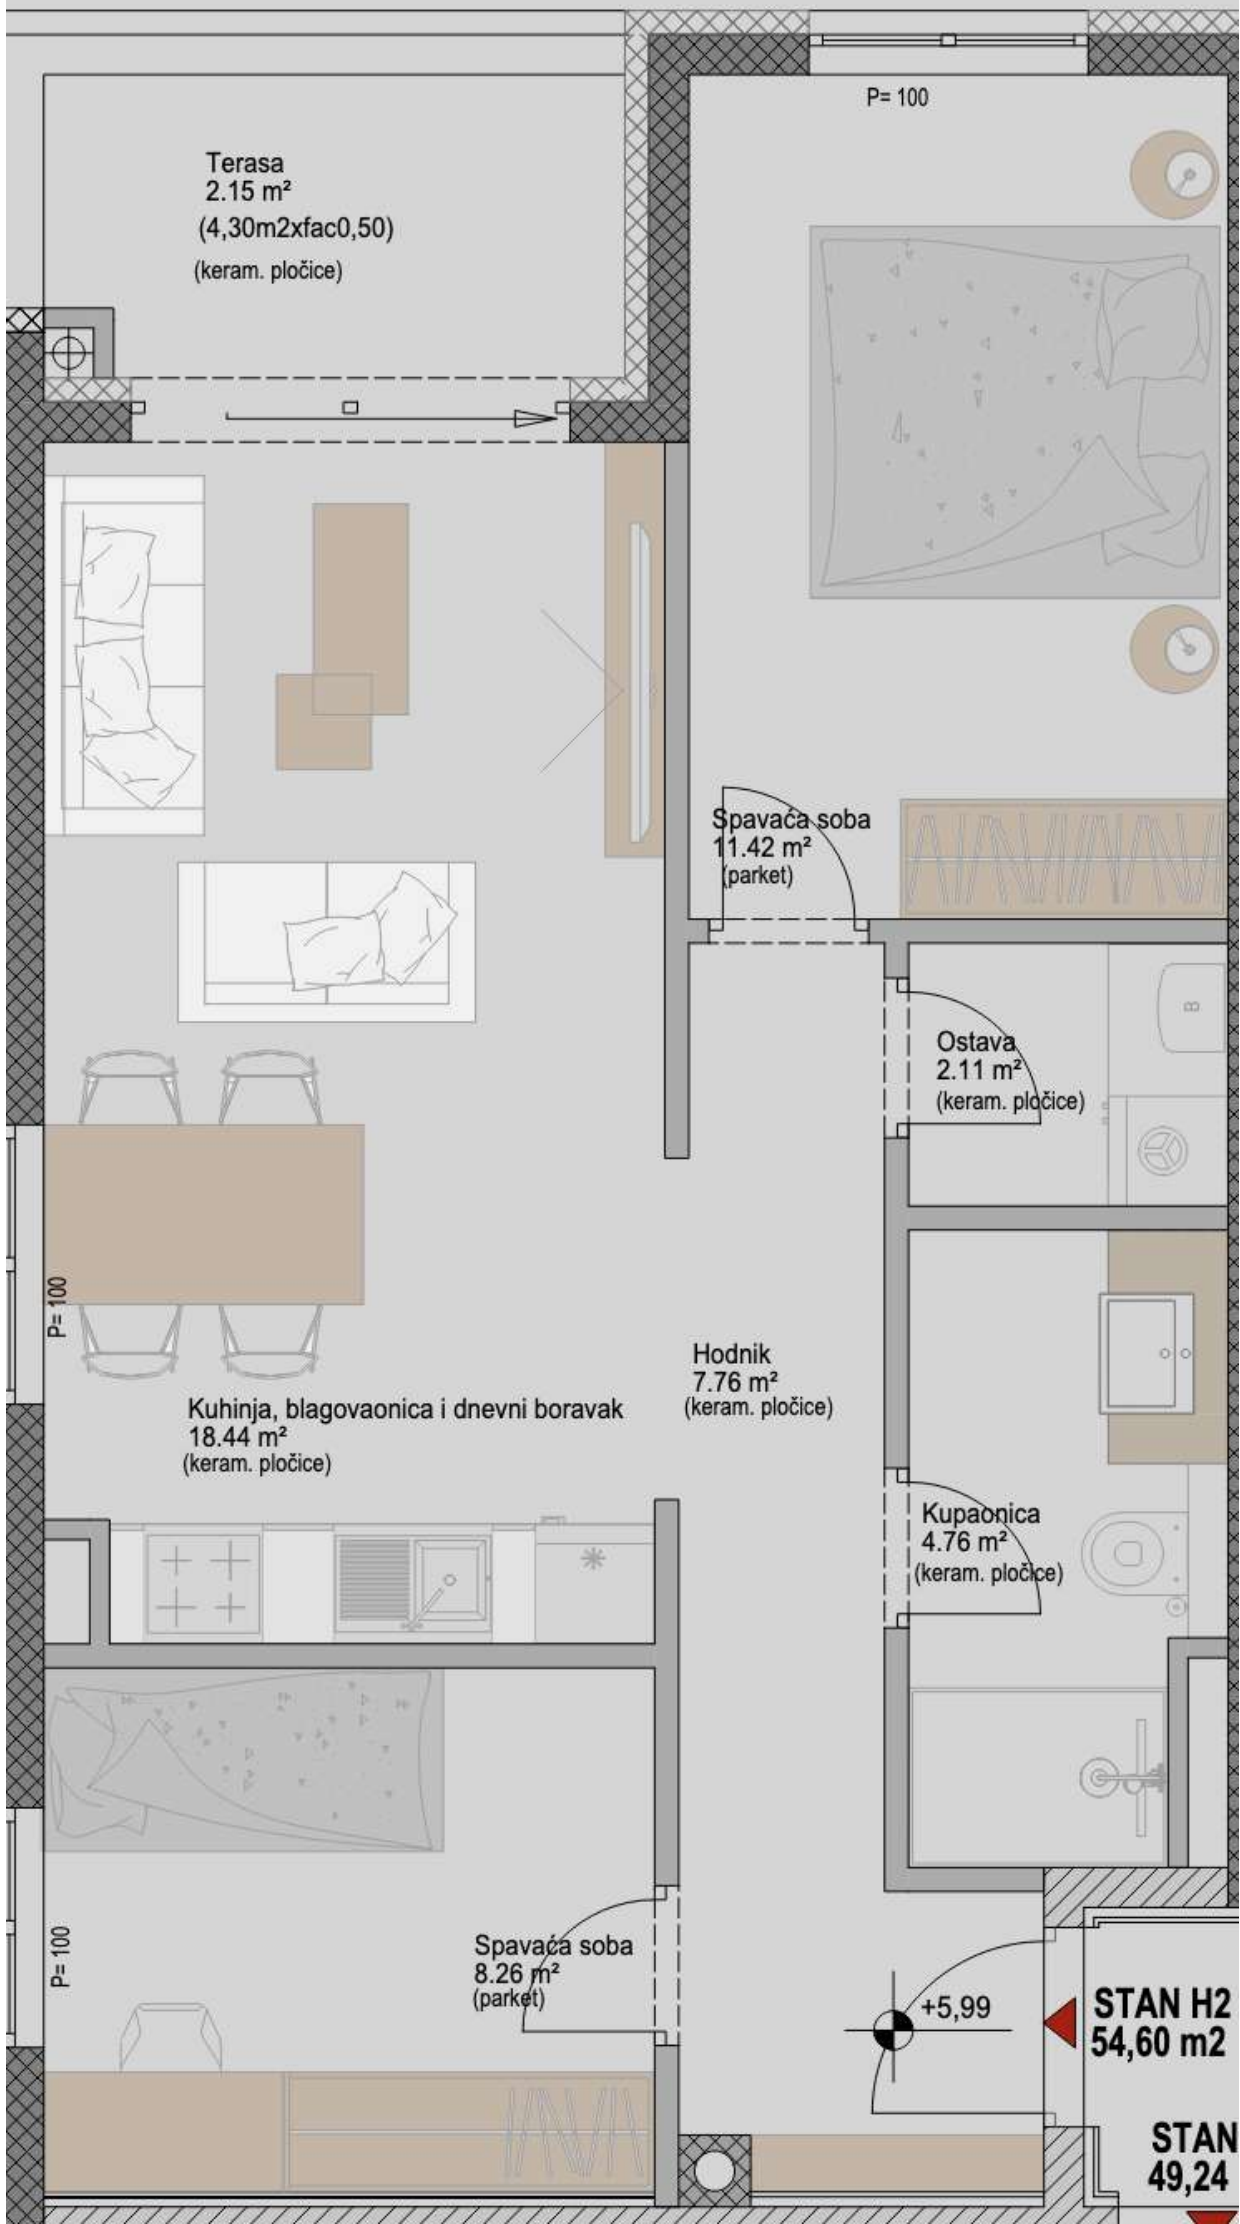 P= 100
Terasa
2.15 m²
(4,30m2xfac0,50)
(keram. pločice)
Spavaća soba
11.42 m²
(parket)
B
Ostava
2.11 m²
(keram. pločice)
P= 100
Hodnik
7.76 m²
(keram. pločice)
Kuhinja, blagovaonica i dnevni boravak
18.44 m²
(keram. pločice)
Kupaonica
4.76 m²
(keram. pločice)
P= 100
Spavaća soba
8.26 m²
(parket)
+5,99
STAN H2
54,60 m2
STAN
49,24